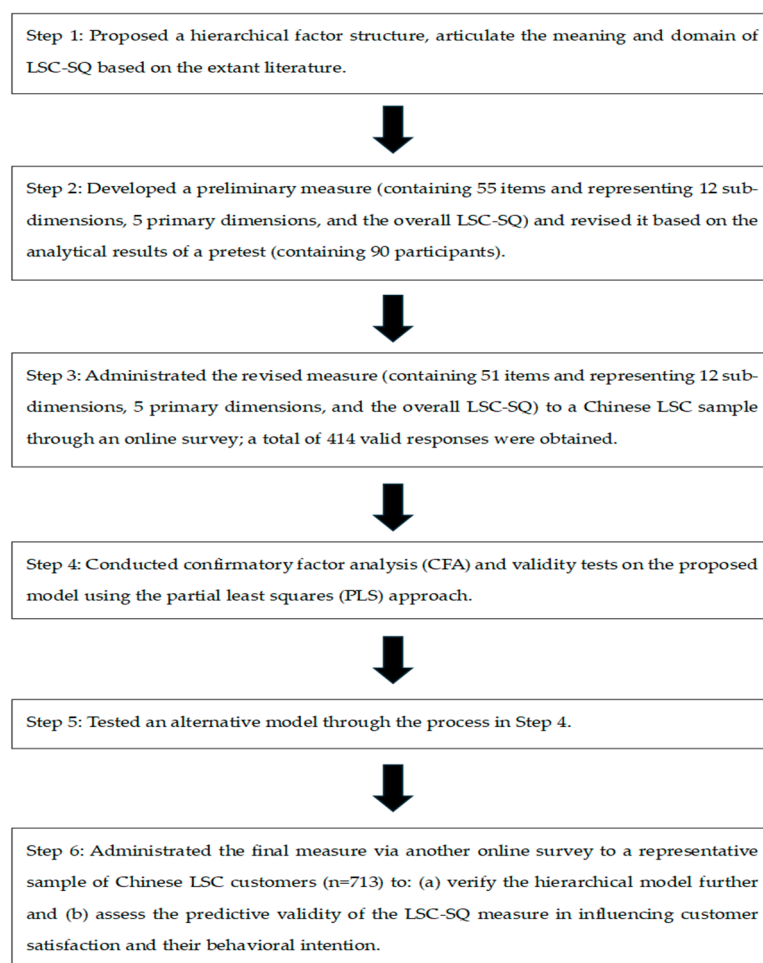 Step 1: Proposed a hierarchical factor structure, articulate the meaning and domain of
LSC-SQ based on the extant literature.
Step 2: Developed a preliminary measure (containing 55 items and representing 12 sub-
dimensions, 5 primary dimensions, and the overall LSC-SQ) and revised it based on the
analytical results of a pretest (containing 90 participants).
Step 3: Administrated the revised measure (containing 51 items and representing 12 sub-
dimensions, 5 primary dimensions, and the overall LSC-SQ) to a Chinese LSC sample
through an online survey; a total of 414 valid responses were obtained.
Step 4: Conducted confirmatory factor analysis (CFA) and validity tests on the proposed
model using the partial least squares (PLS) approach.
Step 5: Tested an alternative model through the process in Step 4.
Step 6: Administrated the final measure via another online survey to a representative
sample of Chinese LSC customers (n=713) to: (a) verify the hierarchical model further
and (b) assess the predictive validity of the LSC-SQ measure in influencing customer
satisfaction and their behavioral intention.